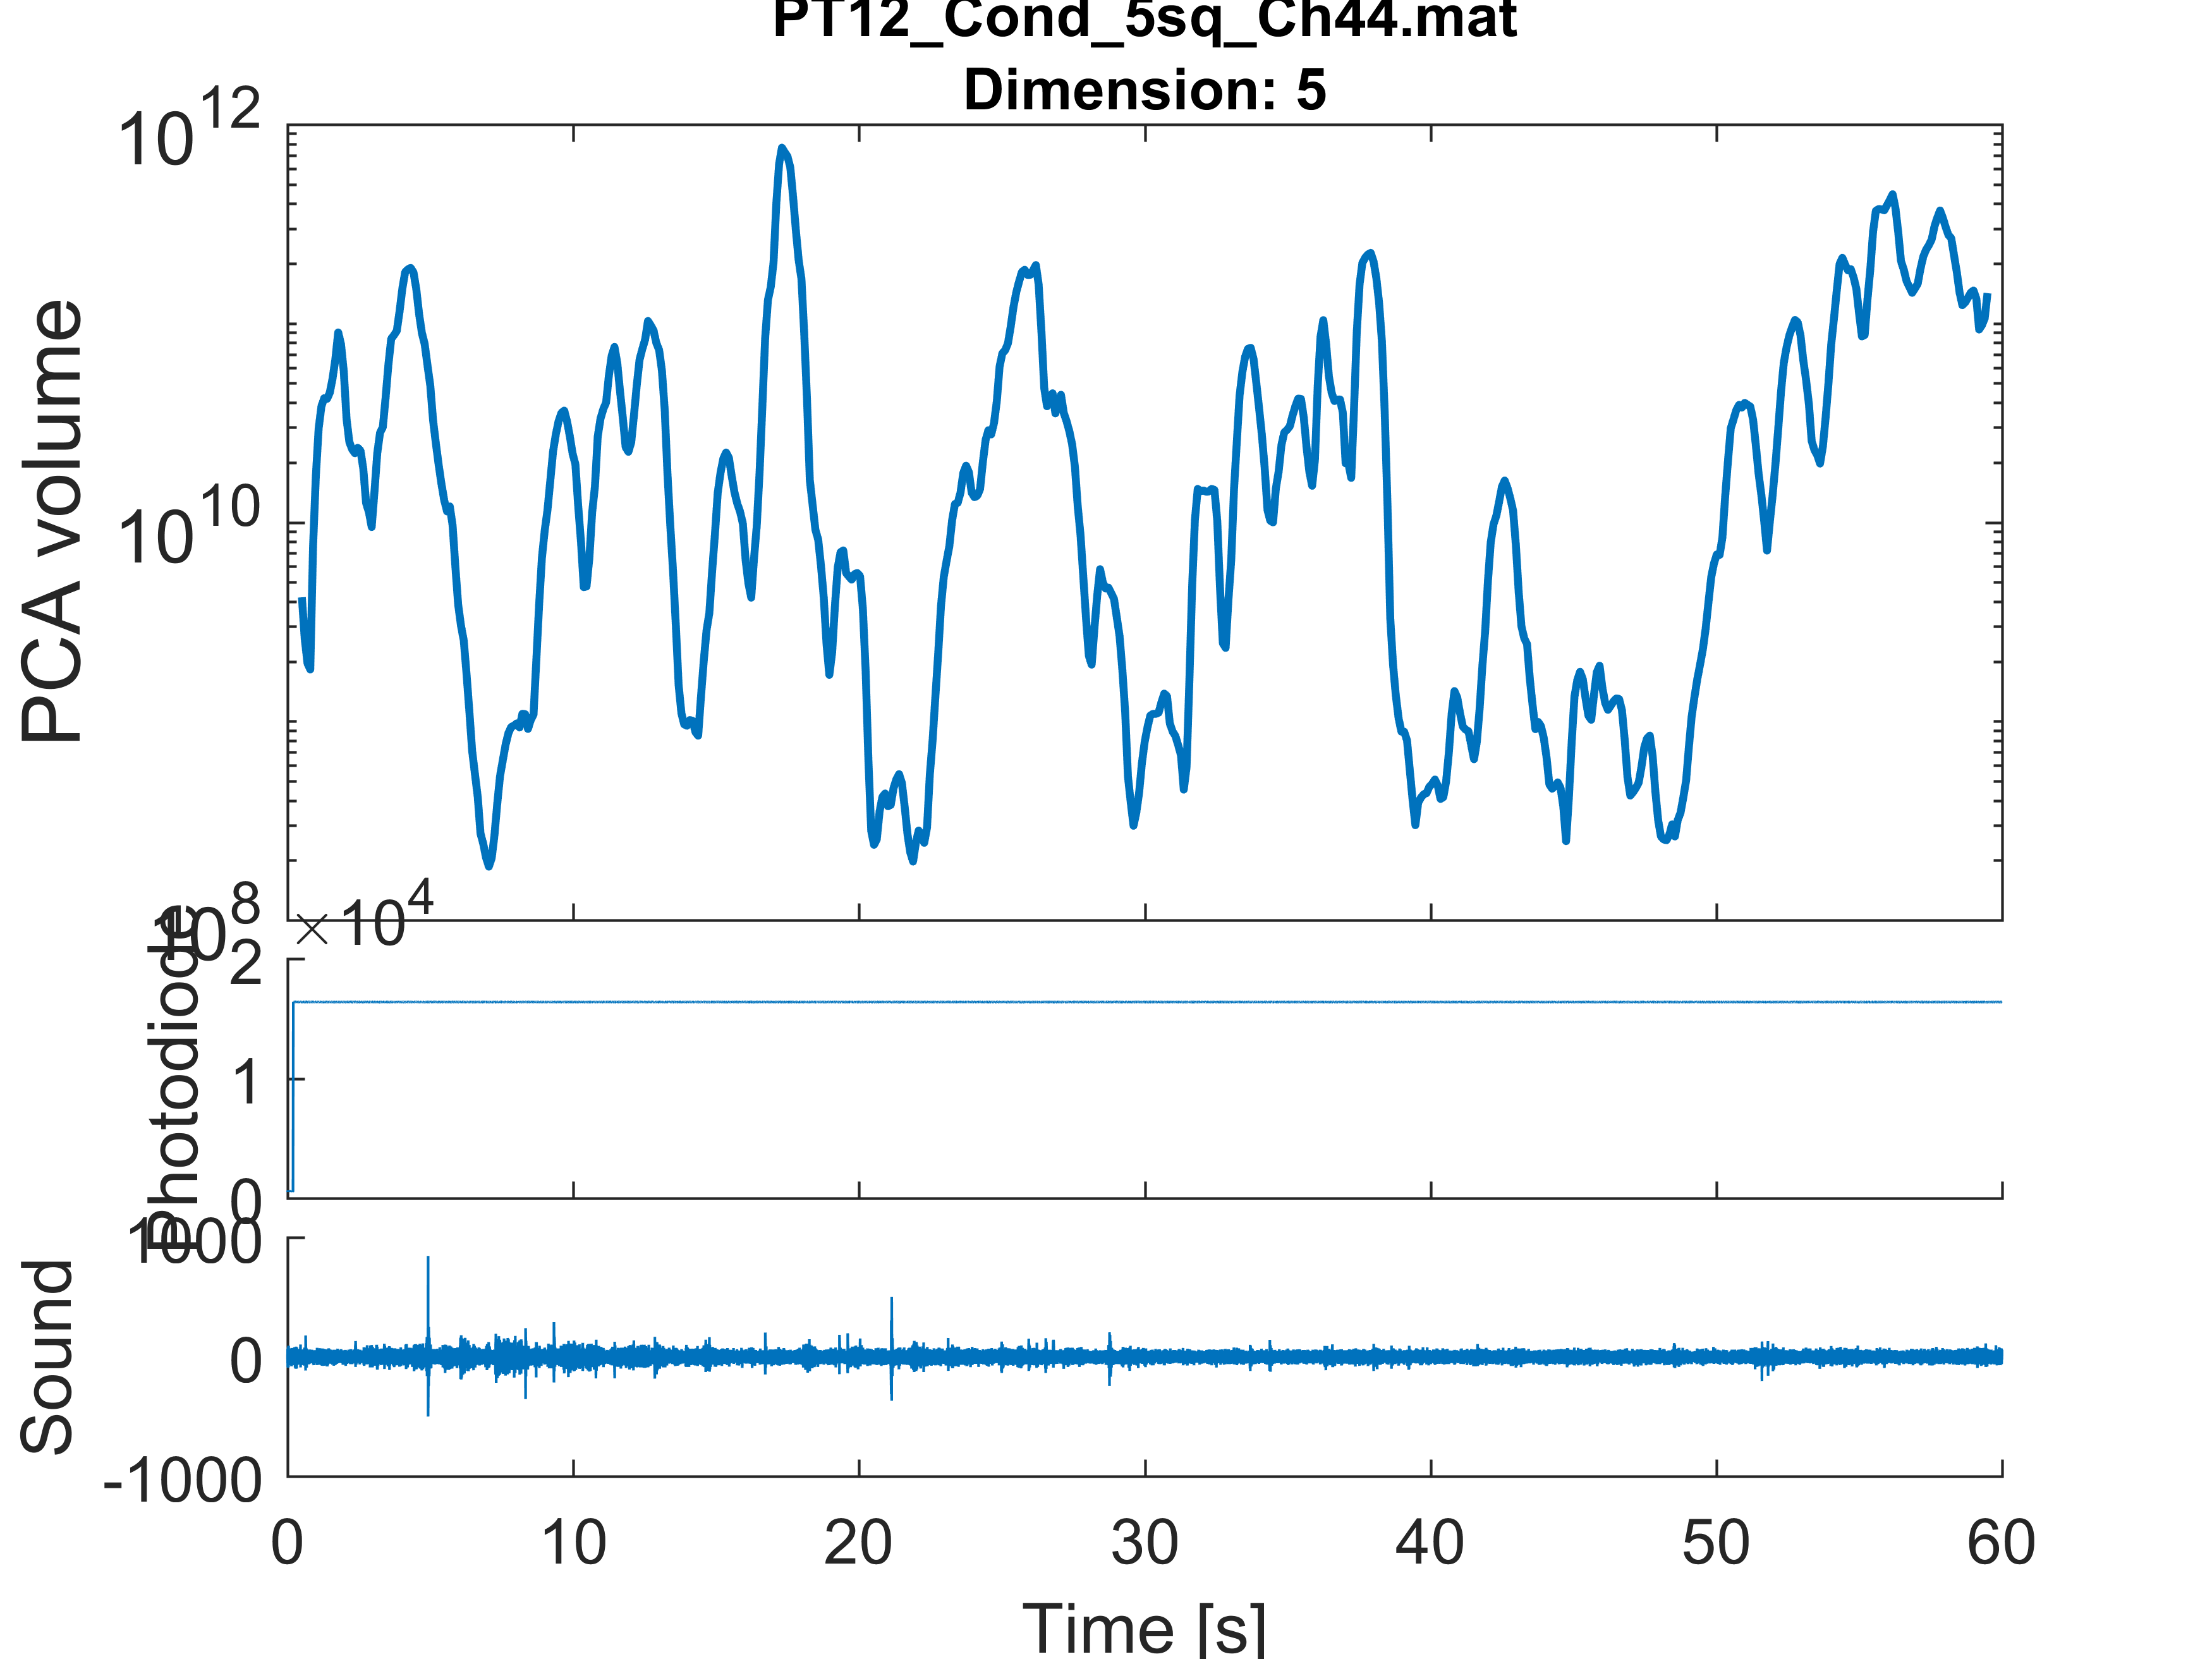 PT12_Cond_5sq_Ch44.mat
Dimension: 5
10^12
10^10
10^8
PCA volume
×10^4
2
1
0
Photodiode
1000
0
-1000
Sound
0 10 20 30 40 50 60
Time [s]